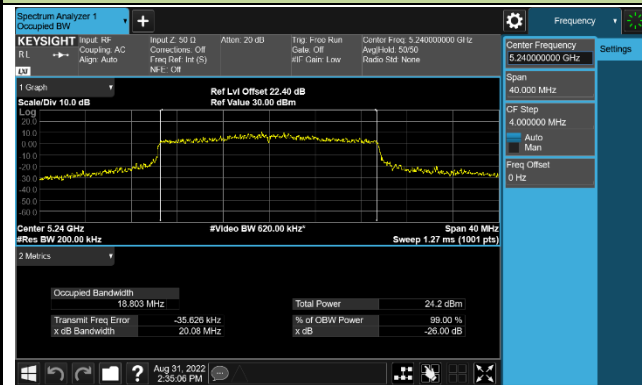 Spectrum Analyzer 1
Occupied BW
Frequency
KEYSIGHT
RL
LXI
Input: RF
Coupling: AC
Align: Auto
Input Z: 50 Ω
Corrections: Off
Freq Ref: Int (S)
NFE: Off
Atten: 20 dB
Trig: Free Run
Gate: Off
#IF Gain: Low
Center Freq: 5.240000000 GHz
Avg|Hold: 50/50
Radio Std: None
Center Frequency
5.240000000 GHz
Settings
Span
40.000 MHz
CF Step
4.000000 MHz
Auto
Man
Freq Offset
0 Hz
1 Graph
Scale/Div 10.0 dB
Ref Lvl Offset 22.40 dB
Ref Value 30.00 dBm
Log
20.0
10.0
0.00
-10.0
-20.0
-30.0
-40.0
-50.0
-60.0
Center 5.24 GHz
#Video BW 620.00 kHz*
Span 40 MHz
#Res BW 200.00 kHz
Sweep 1.27 ms (1001 pts)
2 Metrics
Occupied Bandwidth
18.803 MHz
Total Power
24.2 dBm
Transmit Freq Error
-35.626 kHz
% of OBW Power
99.00 %
x dB Bandwidth
20.08 MHz
x dB
-26.00 dB
Aug 31, 2022
2:35:06 PM